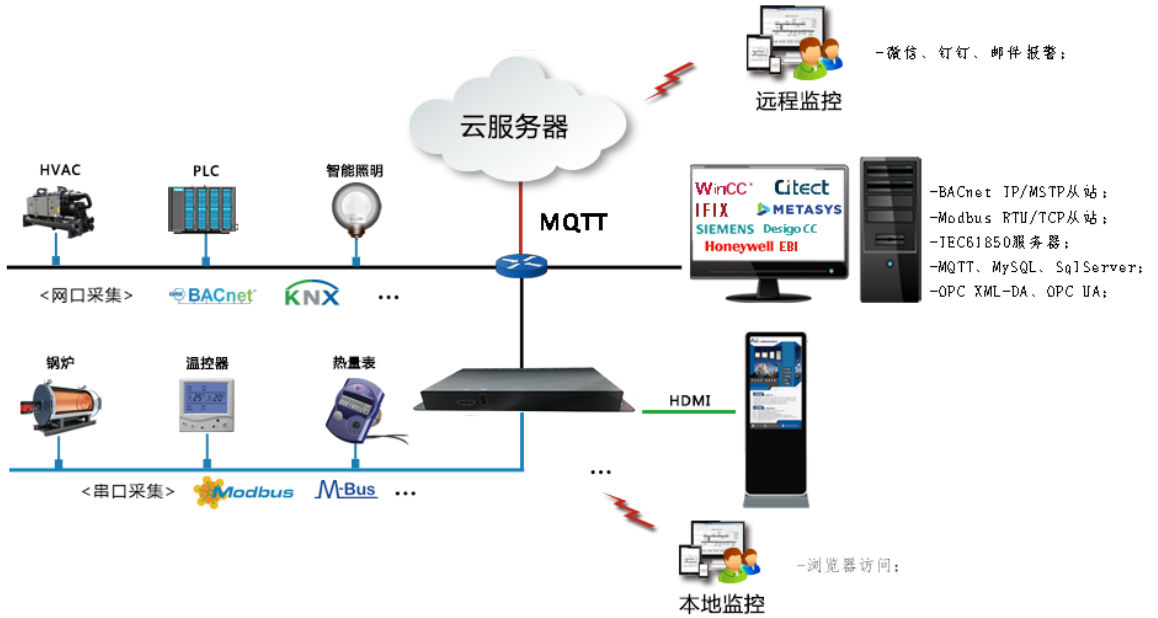 -微信、钉钉、邮件报警;
远程监控
云服务器
HVAC
PLC
智能照明
MQTT
WinCC
Citect
IFIX
METASYS
SIEMENS Desigo CC
Honeywell EBI
-BACnet IP/MSTP从站;
-Modbus RTU/TCP从站;
-IEC61850服务器;
-MQTT、MySQL、SqlServer;
-OPC XML-DA、OPC UA;
<网口采集>
BACnet™
KNX
...
锅炉
温控器
热量表
25° 20°
HDMI
...
<串口采集>
Modbus
M-Bus
...
-浏览器访问;
本地监控